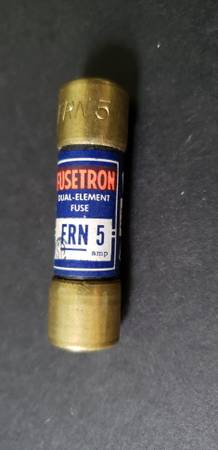 FRN 5
FUSETRON
DUAL-ELEMENT
FUSE
FRN 5
amp